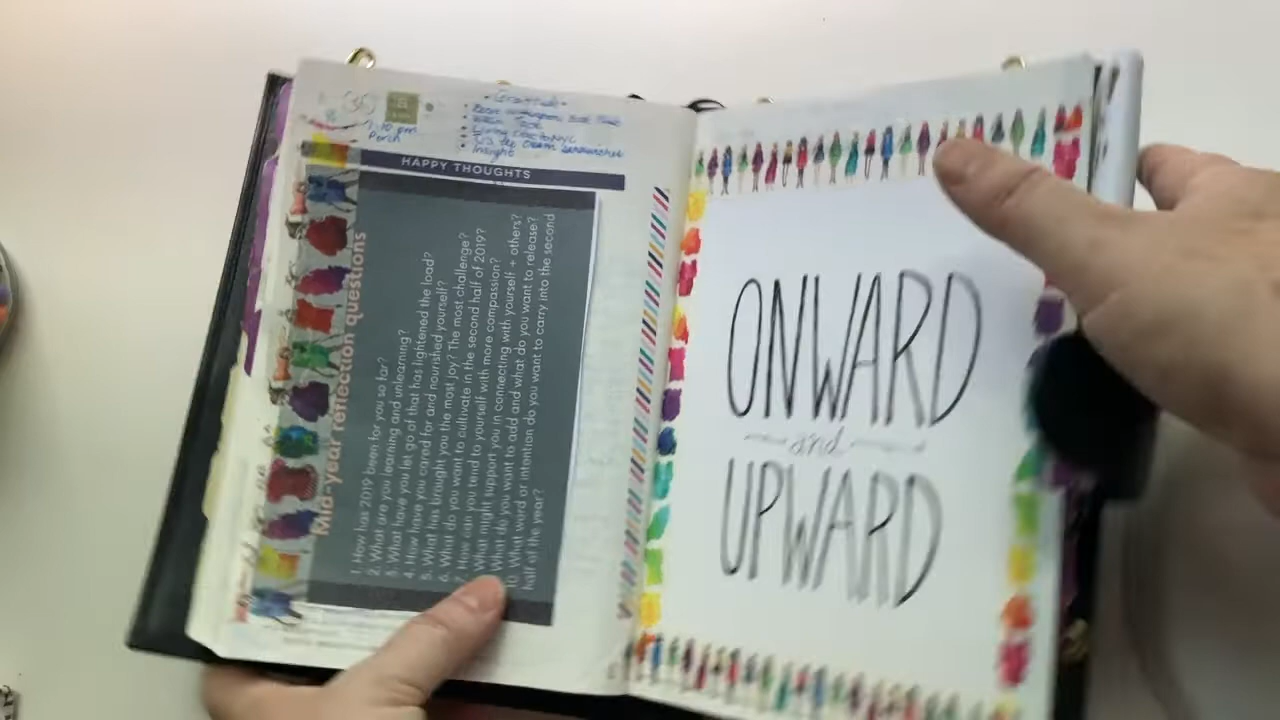 30
7:10 pm
Porch
- Gratitude -
Insight
HAPPY THOUGHTS
Mid-year reflection questions
1. How has 2019 been for you so far?
2. What are you learning and unlearning?
3. What have you let go of that has lightened the load?
4. How have you cared for and nourished yourself?
5. What has brought you the most joy? The most challenge?
6. What do you want to cultivate in the second half of 2019?
7. How can you tend to yourself with more compassion?
What might support you in connecting with yourself + others?
What do you want to add and what do you want to release?
10. What word or intention do you want to carry into the second
half of the year?
ONWARD
and
UPWARD